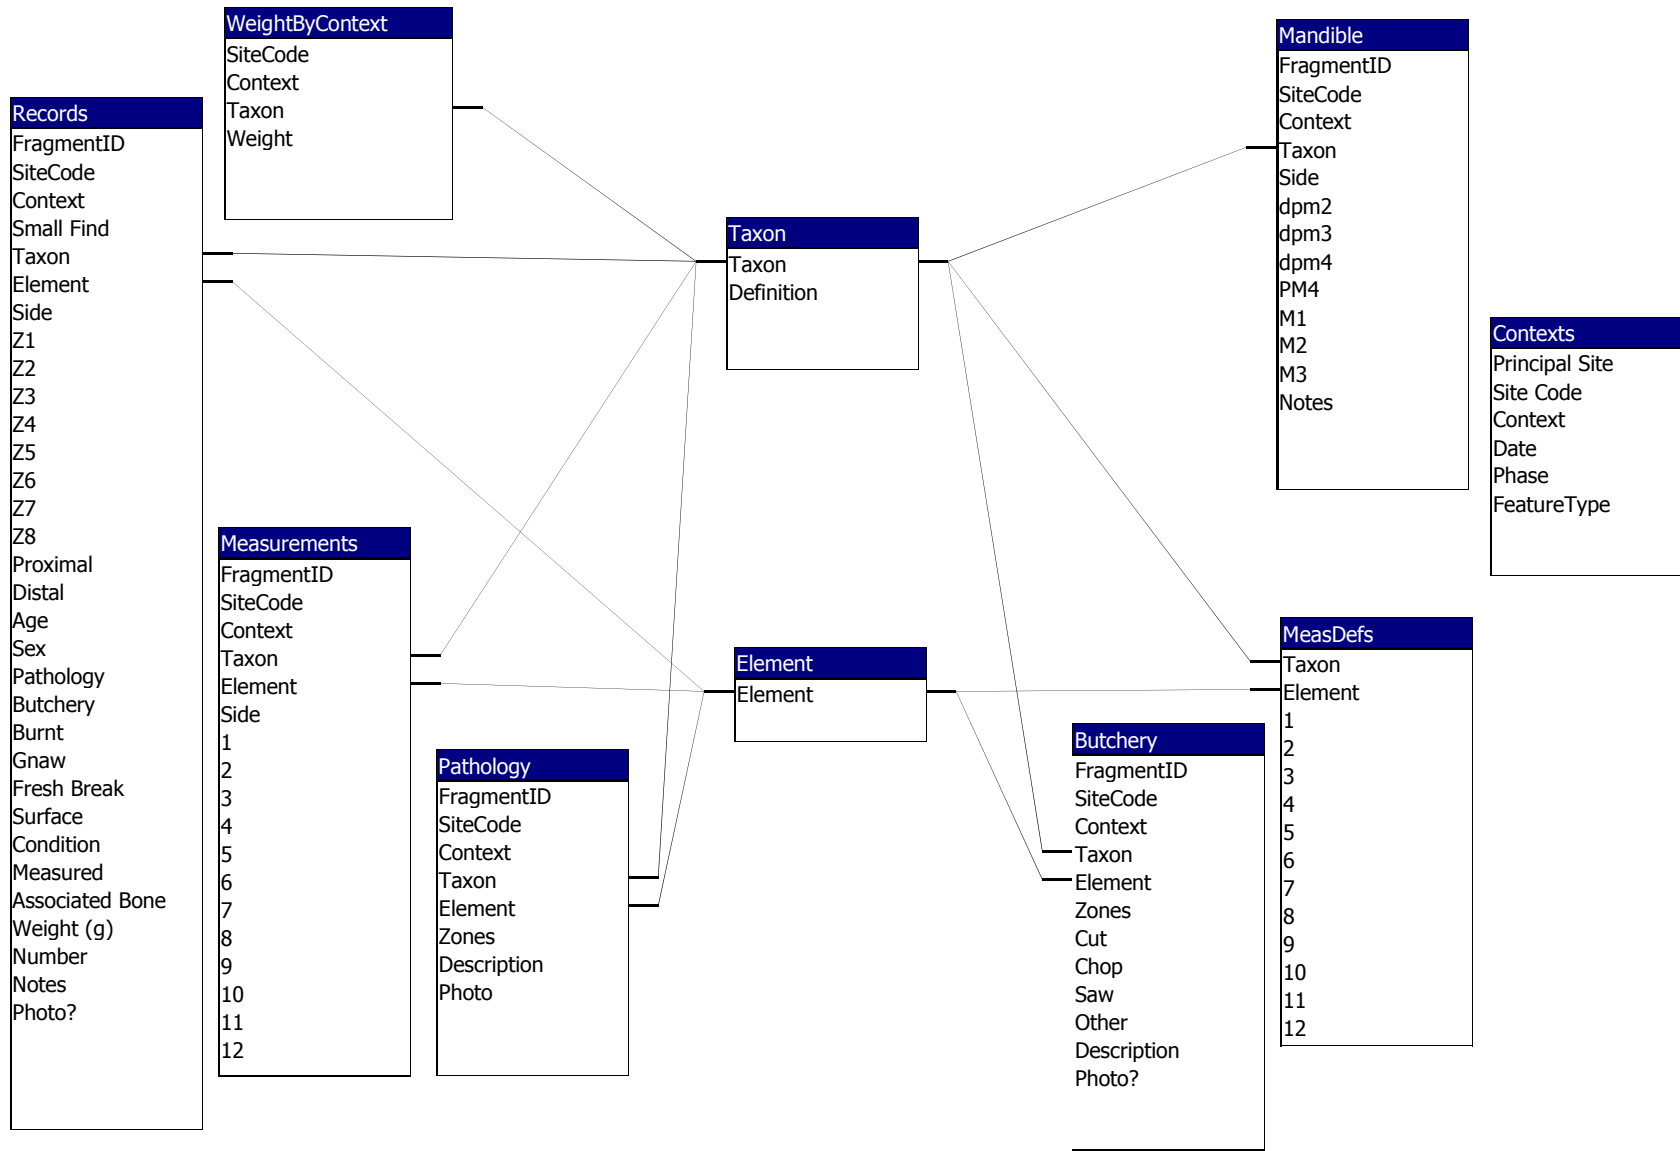 WeightByContext
SiteCode
Context
Taxon
Weight
Records
FragmentID
SiteCode
Context
Small Find
Taxon
Element
Side
Z1
Z2
Z3
Z4
Z5
Z6
Z7
Z8
Proximal
Distal
Age
Sex
Pathology
Butchery
Burnt
Gnaw
Fresh Break
Surface
Condition
Measured
Associated Bone
Weight (g)
Number
Notes
Photo?
Measurements
FragmentID
SiteCode
Context
Taxon
Element
Side
1
2
3
4
5
6
7
8
9
10
11
12
Pathology
FragmentID
SiteCode
Context
Taxon
Element
Zones
Description
Photo
Taxon
Taxon
Definition
Element
Element
Mandible
FragmentID
SiteCode
Context
Taxon
Side
dpm2
dpm3
dpm4
PM4
M1
M2
M3
Notes
Contexts
Principal Site
Site Code
Context
Date
Phase
FeatureType
Butchery
FragmentID
SiteCode
Context
Taxon
Element
Zones
Cut
Chop
Saw
Other
Description
Photo?
MeasDefs
Taxon
Element
1
2
3
4
5
6
7
8
9
10
11
12